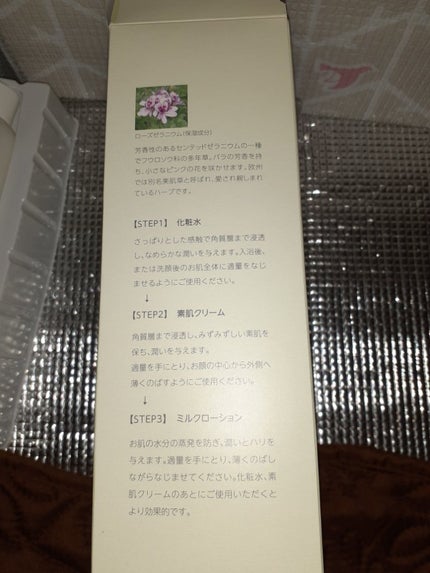 ローズゼラニウム(保湿成分)
芳香性のあるセンテッドゼラニウムの一種
でフウロソウ科の多年草。バラの芳香を持
ち、小さなピンクの花を咲かせます。欧州
では別名美肌草と呼ばれ、愛され親しまれ
ているハーブです。
【STEP1】 化粧水
さっぱりとした感触で角質層まで浸透
し、なめらかな潤いを与えます。入浴後、
または洗顔後のお肌全体に適量をなじ
ませるようにご使用ください。
↓
【STEP2】 素肌クリーム
角質層まで浸透し、みずみずしい素肌を
保ち、潤いを与えます。
適量を手にとり、お顔の中心から外側へ
薄くのばすようにご使用ください。
↓
【STEP3】 ミルクローション
お肌の水分の蒸発を防ぎ、潤いとハリを
与えます。適量を手にとり、薄くのばし
ながらなじませてください。化粧水、素
肌クリームのあとにご使用いただくと
より効果的です。